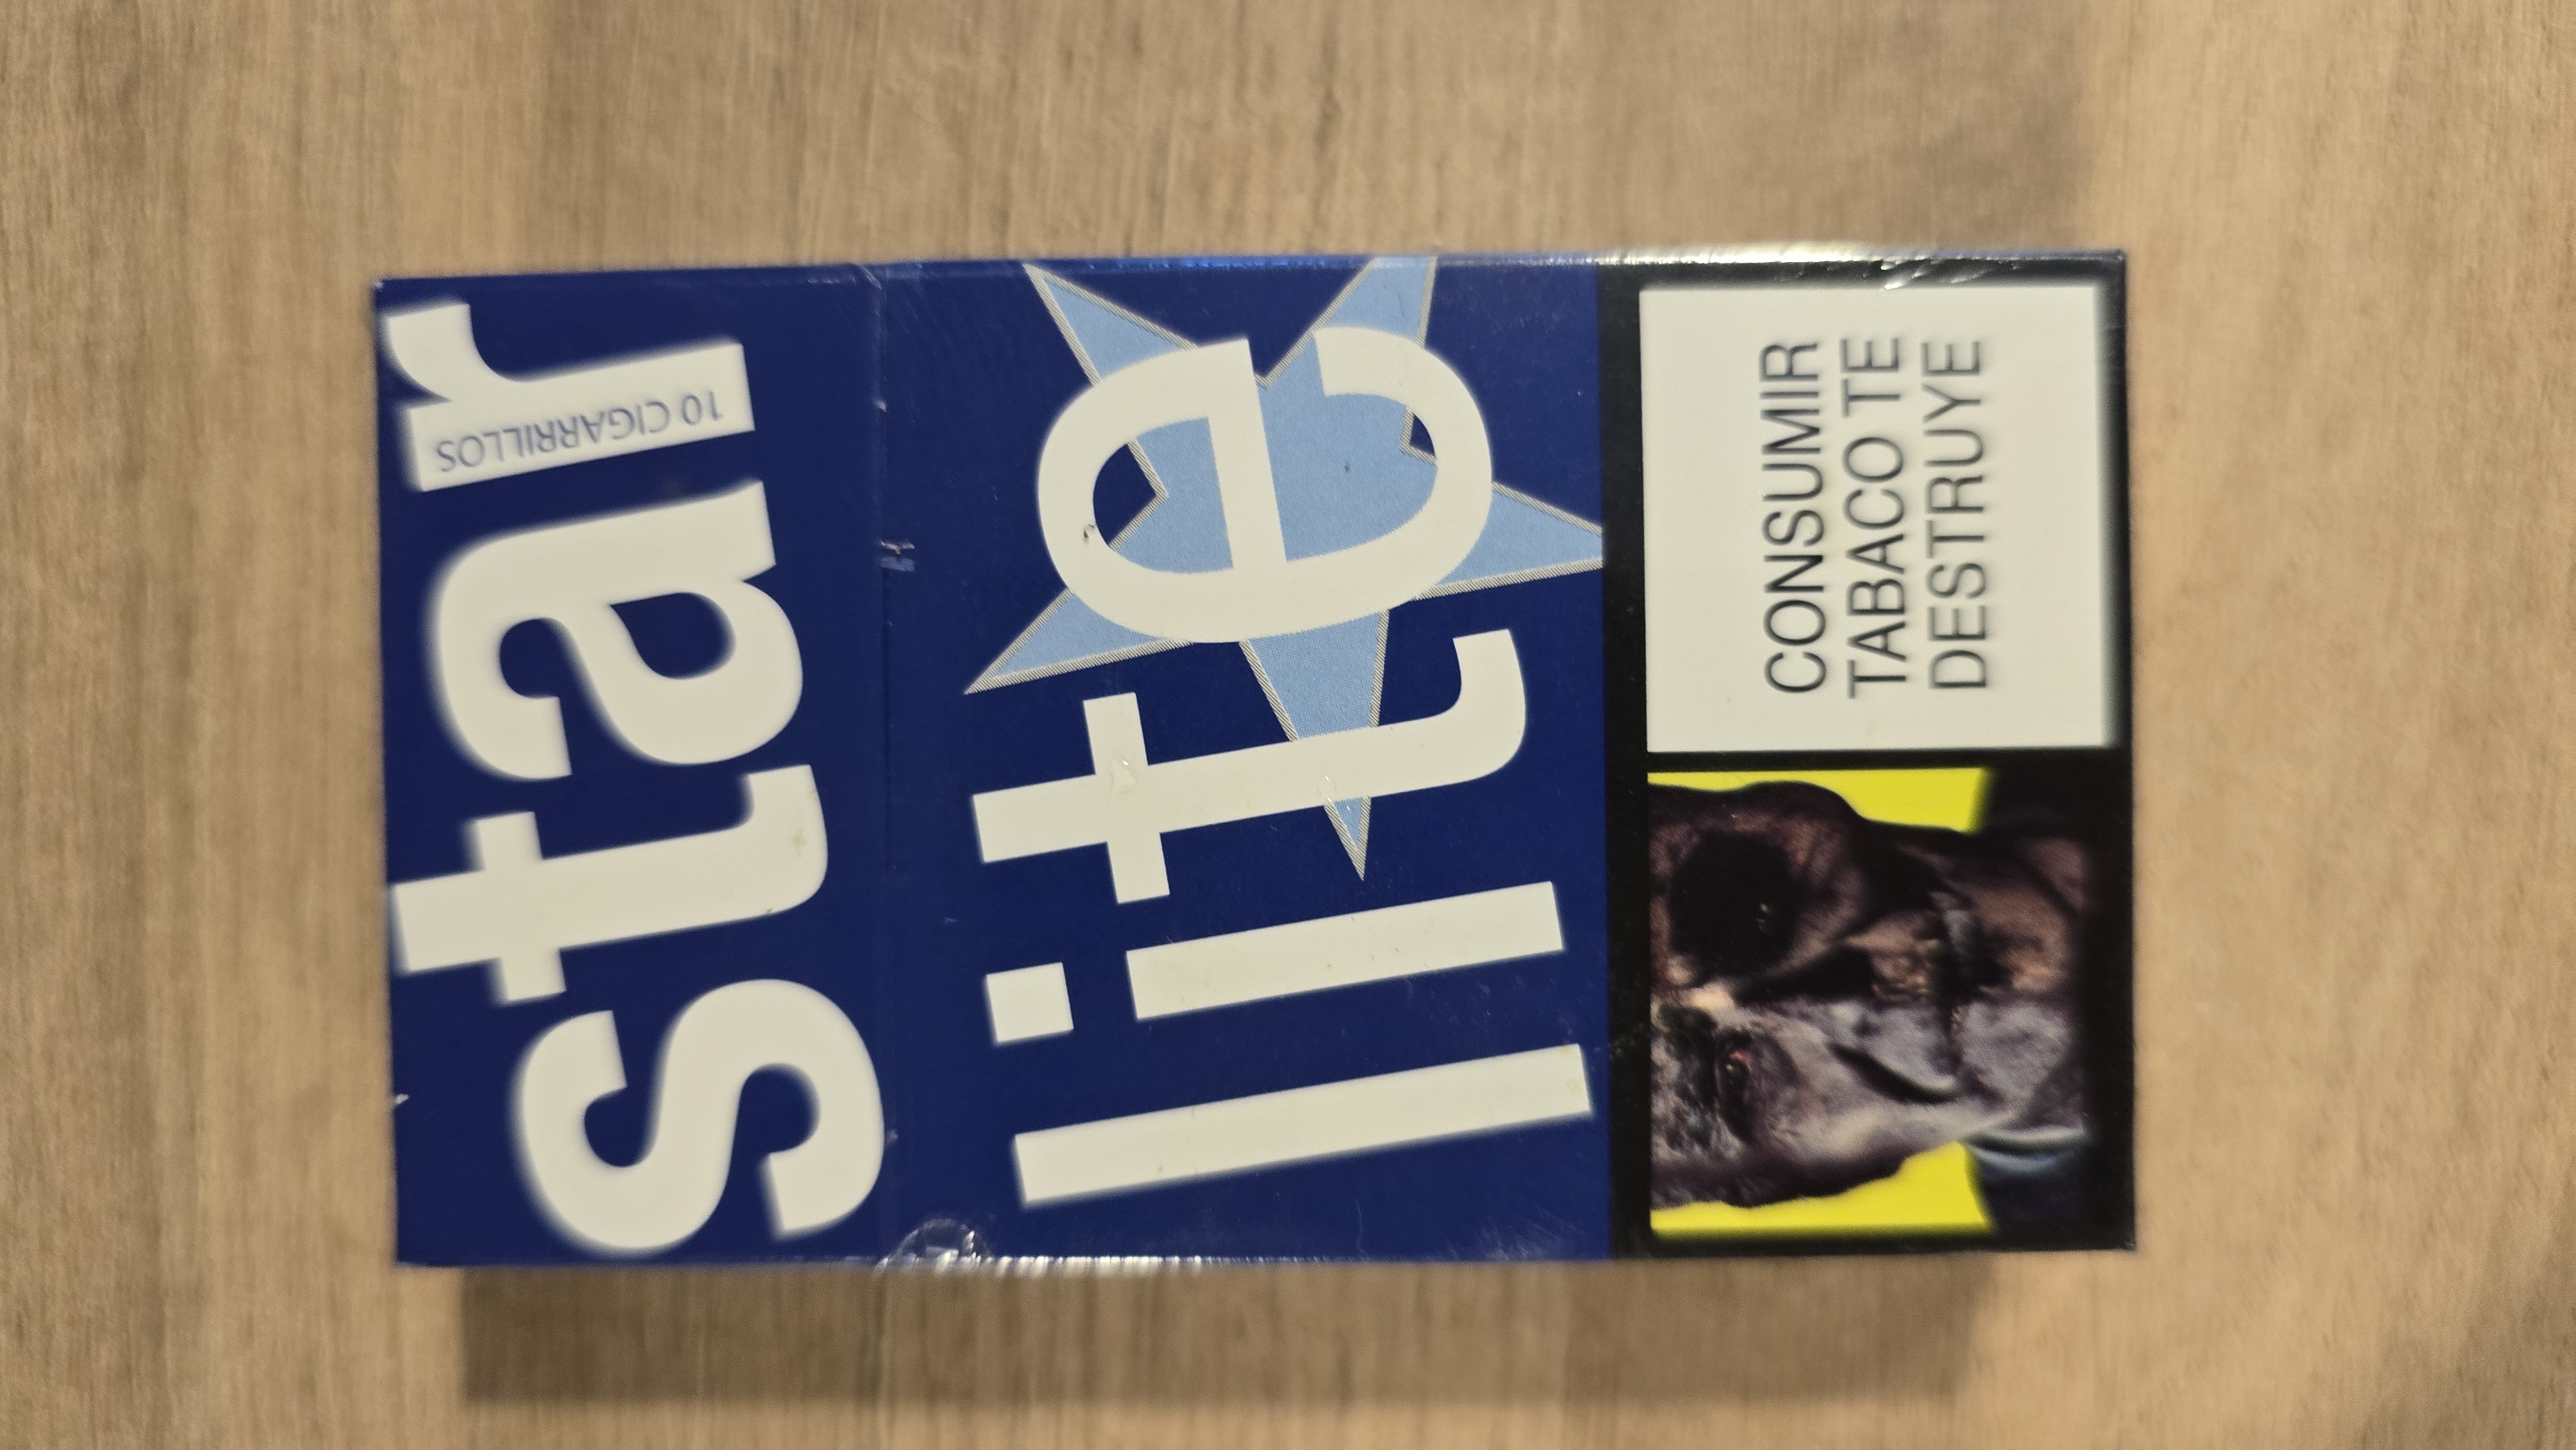 star
10 CIGARRILLOS
lite
CONSUMIR
TABACO TE
DESTRUYE